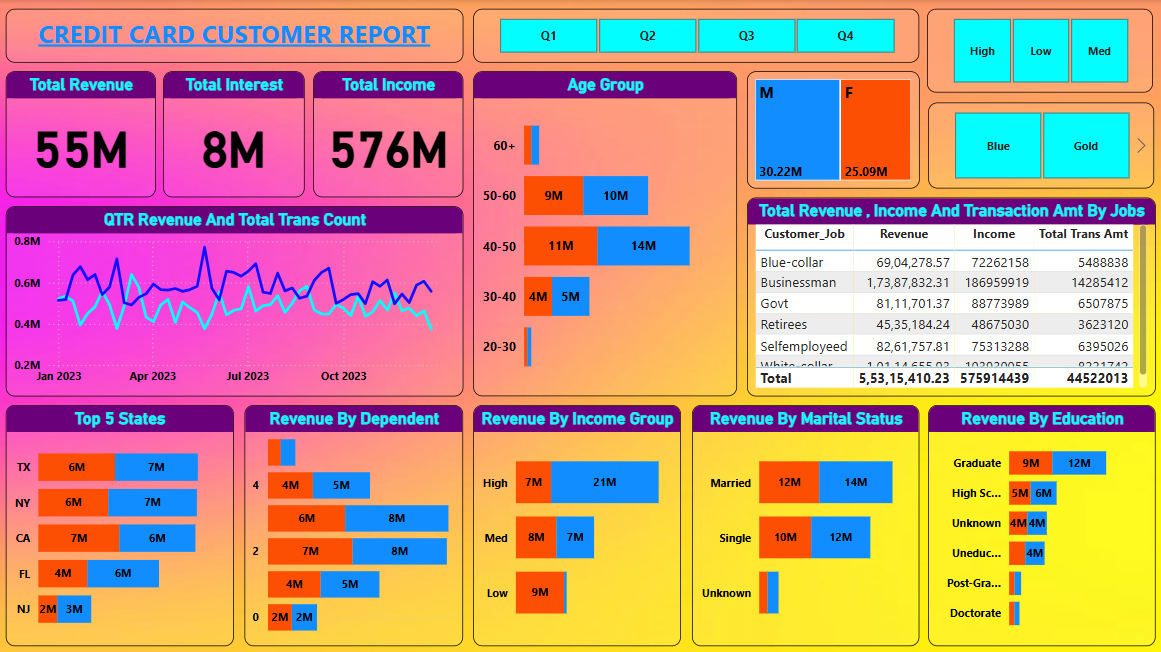 CREDIT CARD CUSTOMER REPORT
Q1 Q2 Q3 Q4
High Low Med
Total Revenue
55M
Total Interest
8M
Total Income
576M
Age Group
60+
50-60 9M 10M
40-50 11M 14M
30-40 4M 5M
20-30
M
30.22M
F
25.09M
Blue Gold
QTR Revenue And Total Trans Count
0.8M
0.6M
0.4M
0.2M
Jan 2023 Apr 2023 Jul 2023 Oct 2023
Total Revenue , Income And Transaction Amt By Jobs
Customer_Job Revenue Income Total Trans Amt
Blue-collar 69,04,278.57 72262158 5488838
Businessman 1,73,87,832.31 186959919 14285412
Govt 81,11,701.37 88773989 6507875
Retirees 45,35,184.24 48675030 3623120
Selfemployeed 82,61,757.81 75313288 6395026
White-collar
Total 5,53,15,410.23 575914439 44522013
Top 5 States
TX 6M 7M
NY 6M 7M
CA 7M 6M
FL 4M 6M
NJ 2M 3M
Revenue By Dependent
4 4M 5M
6M 8M
2 7M 8M
4M 5M
0 2M 2M
Revenue By Income Group
High 7M 21M
Med 8M 7M
Low 9M
Revenue By Marital Status
Married 12M 14M
Single 10M 12M
Unknown
Revenue By Education
Graduate 9M 12M
High Sc... 5M 6M
Unknown 4M 4M
Uneduc... 4M
Post-Gra...
Doctorate